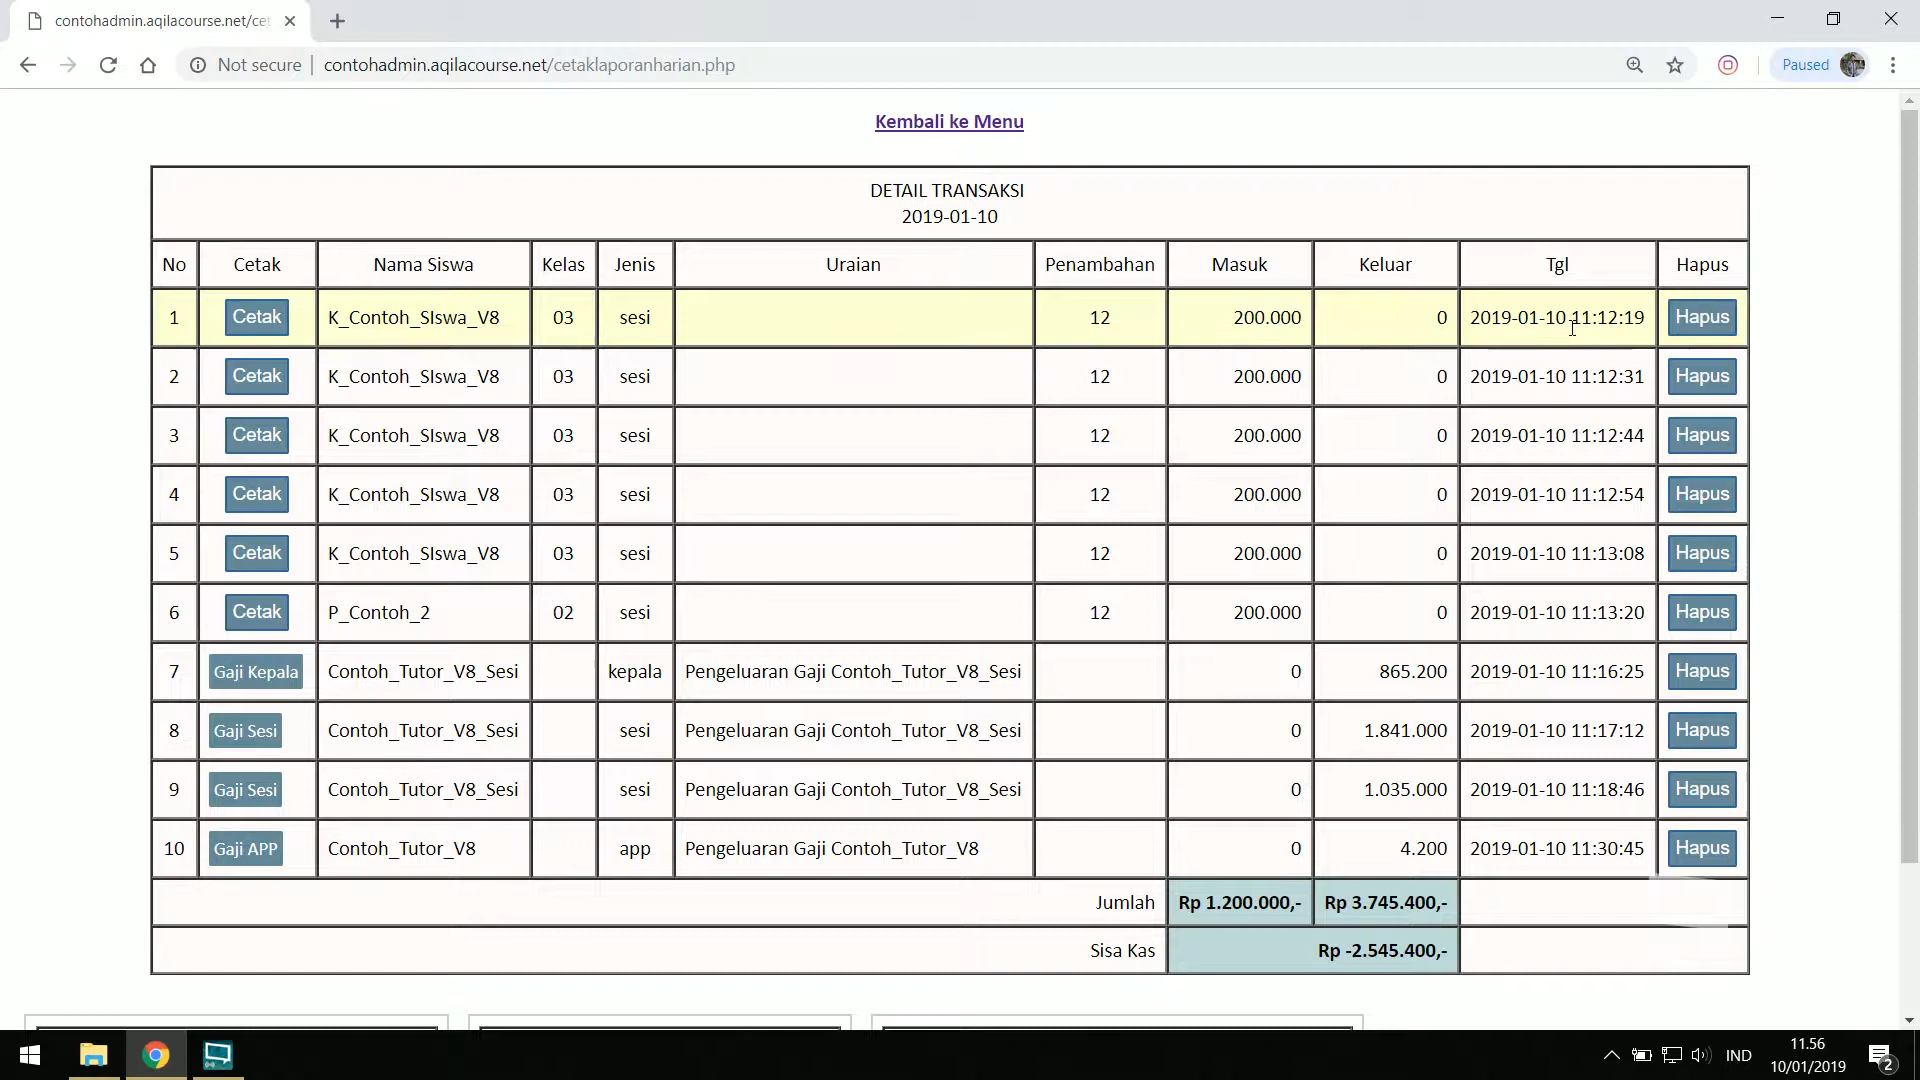 contohadmin.aqilacourse.net/cet
Not secure
contohadmin.aqilacourse.net/cetaklaporanharian.php
Paused
Kembali ke Menu
DETAIL TRANSAKSI
2019-01-10
No Cetak Nama Siswa Kelas Jenis Uraian Penambahan Masuk Keluar Tgl Hapus
1 Cetak K_Contoh_SIswa_V8 03 sesi 12 200.000 0 2019-01-10 11:12:19 Hapus
2 Cetak K_Contoh_SIswa_V8 03 sesi 12 200.000 0 2019-01-10 11:12:31 Hapus
3 Cetak K_Contoh_SIswa_V8 03 sesi 12 200.000 0 2019-01-10 11:12:44 Hapus
4 Cetak K_Contoh_SIswa_V8 03 sesi 12 200.000 0 2019-01-10 11:12:54 Hapus
5 Cetak K_Contoh_SIswa_V8 03 sesi 12 200.000 0 2019-01-10 11:13:08 Hapus
6 Cetak P_Contoh_2 02 sesi 12 200.000 0 2019-01-10 11:13:20 Hapus
7 Gaji Kepala Contoh_Tutor_V8_Sesi kepala Pengeluaran Gaji Contoh_Tutor_V8_Sesi 0 865.200 2019-01-10 11:16:25 Hapus
8 Gaji Sesi Contoh_Tutor_V8_Sesi sesi Pengeluaran Gaji Contoh_Tutor_V8_Sesi 0 1.841.000 2019-01-10 11:17:12 Hapus
9 Gaji Sesi Contoh_Tutor_V8_Sesi sesi Pengeluaran Gaji Contoh_Tutor_V8_Sesi 0 1.035.000 2019-01-10 11:18:46 Hapus
10 Gaji APP Contoh_Tutor_V8 app Pengeluaran Gaji Contoh_Tutor_V8 0 4.200 2019-01-10 11:30:45 Hapus
Jumlah Rp 1.200.000,- Rp 3.745.400,-
Sisa Kas Rp -2.545.400,-
IND
11.56
10/01/2019
2